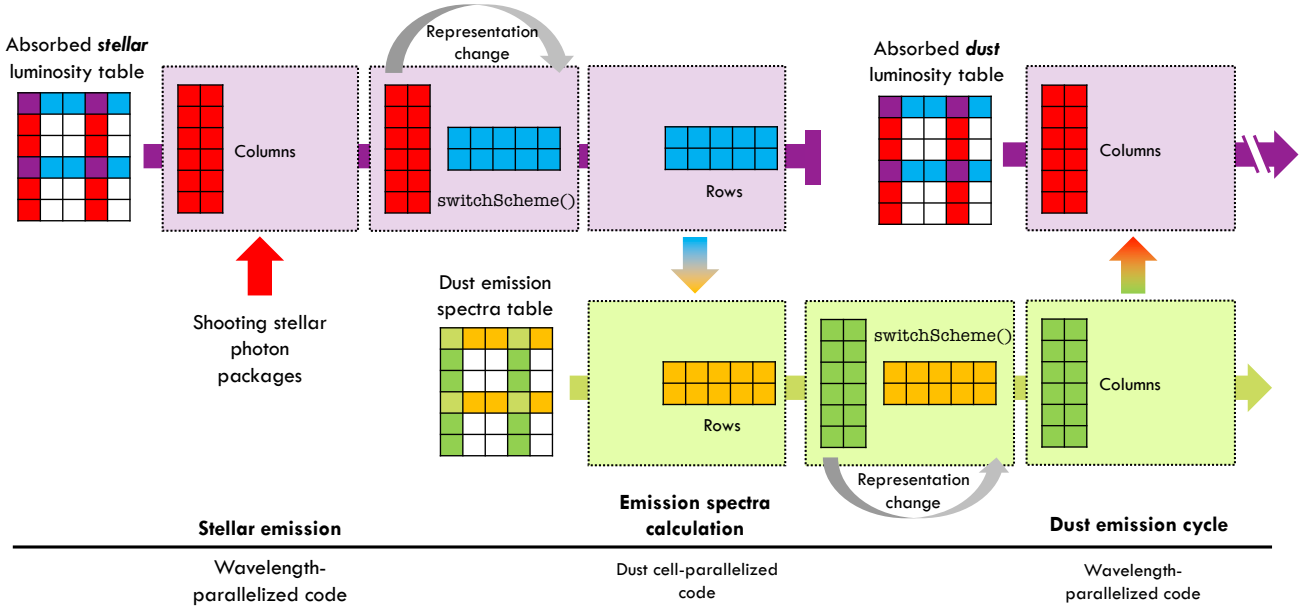 Absorbed stellar
luminosity table
Representation
change
Columns
switchScheme()
Rows
Absorbed dust
luminosity table
Columns
Shooting stellar
photon
packages
Dust emission
spectra table
Rows
switchScheme()
Representation
change
Columns
Stellar emission
Emission spectra
calculation
Dust emission cycle
Wavelength-
parallelized code
Dust cell-parallelized
code
Wavelength-
parallelized code